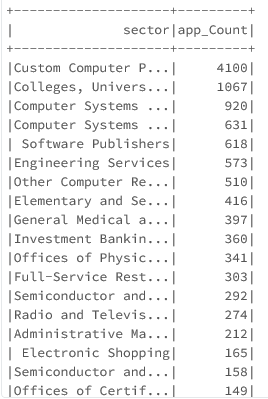 +--------------------+---------+
|              sector|app_Count|
+--------------------+---------+
|Custom Computer P...|     4100|
|Colleges, Univers...|     1067|
|Computer Systems ...|      920|
|Computer Systems ...|      631|
| Software Publishers|      618|
|Engineering Services|      573|
|Other Computer Re...|      510|
|Elementary and Se...|      416|
|General Medical a...|      397|
|Investment Bankin...|      360|
|Offices of Physic...|      341|
|Full-Service Rest...|      303|
|Semiconductor and...|      292|
|Radio and Televis...|      274|
|Administrative Ma...|      212|
| Electronic Shopping|      165|
|Semiconductor and...|      158|
|Offices of Certif...|      149|